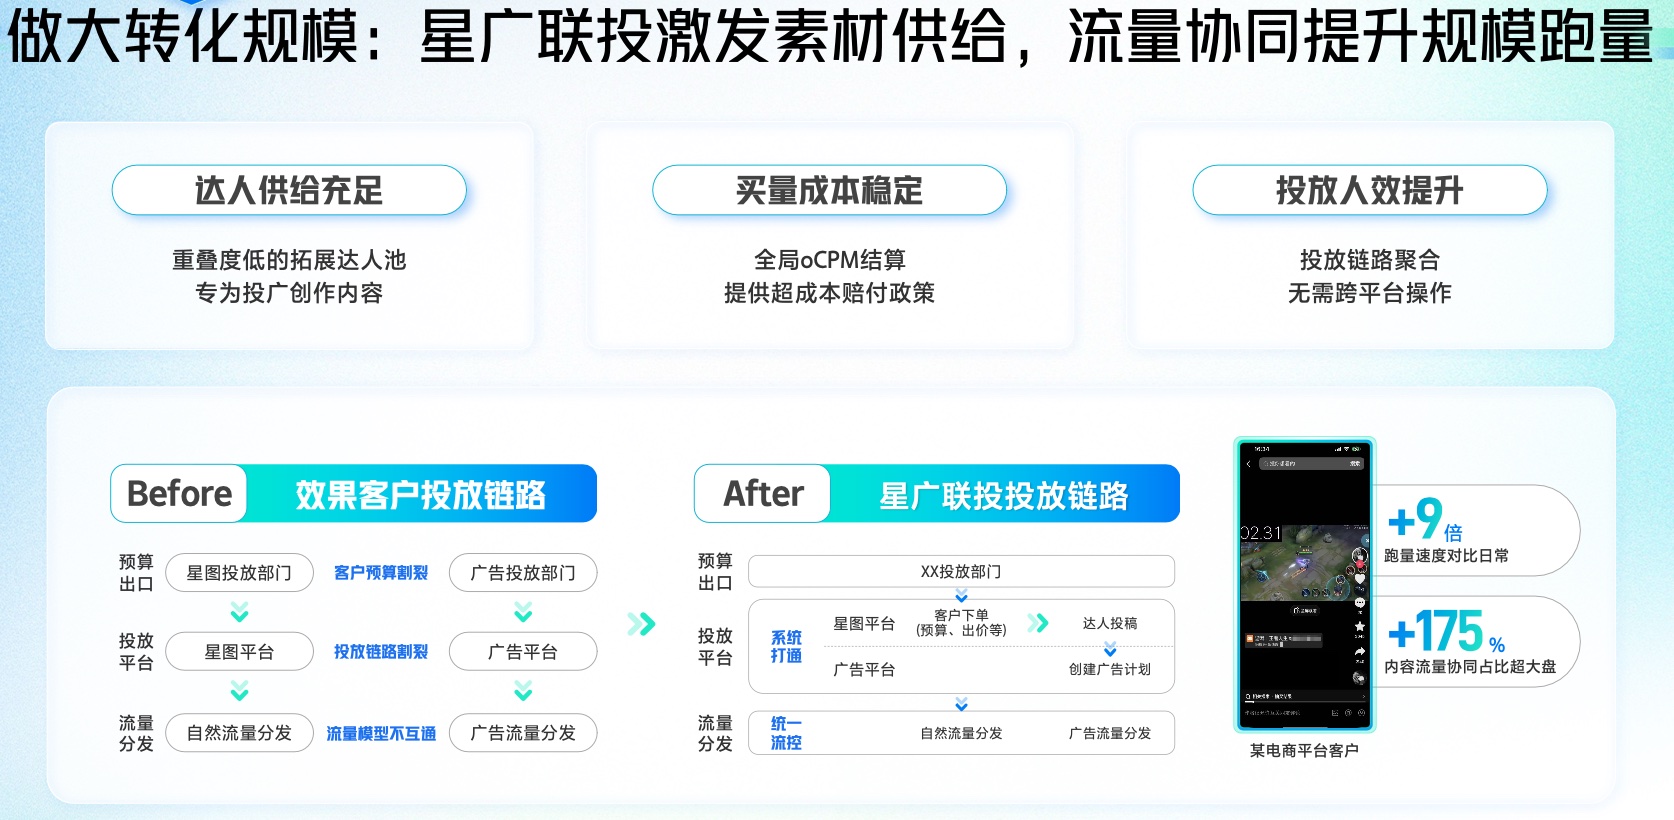 做大转化规模：星广联投激发素材供给，流量协同提升规模跑量
达人供给充足
重叠度低的拓展达人池
专为投广创作内容
买量成本稳定
全局oCPM结算
提供超成本赔付政策
投放人效提升
投放链路聚合
无需跨平台操作
Before
效果客户投放链路
预算
出口
星图投放部门
客户预算割裂
广告投放部门
投放
平台
星图平台
投放链路割裂
广告平台
流量
分发
自然流量分发
流量模型不互通
广告流量分发
After
星广联投投放链路
预算
出口
XX投放部门
投放
平台
系统
打通
星图平台
客户下单
(预算、出价等)
达人投稿
广告平台
创建广告计划
流量
分发
统一
流控
自然流量分发
广告流量分发
02.31
某电商平台客户
+9倍
跑量速度对比日常
+175%
内容流量协同占比超大盘